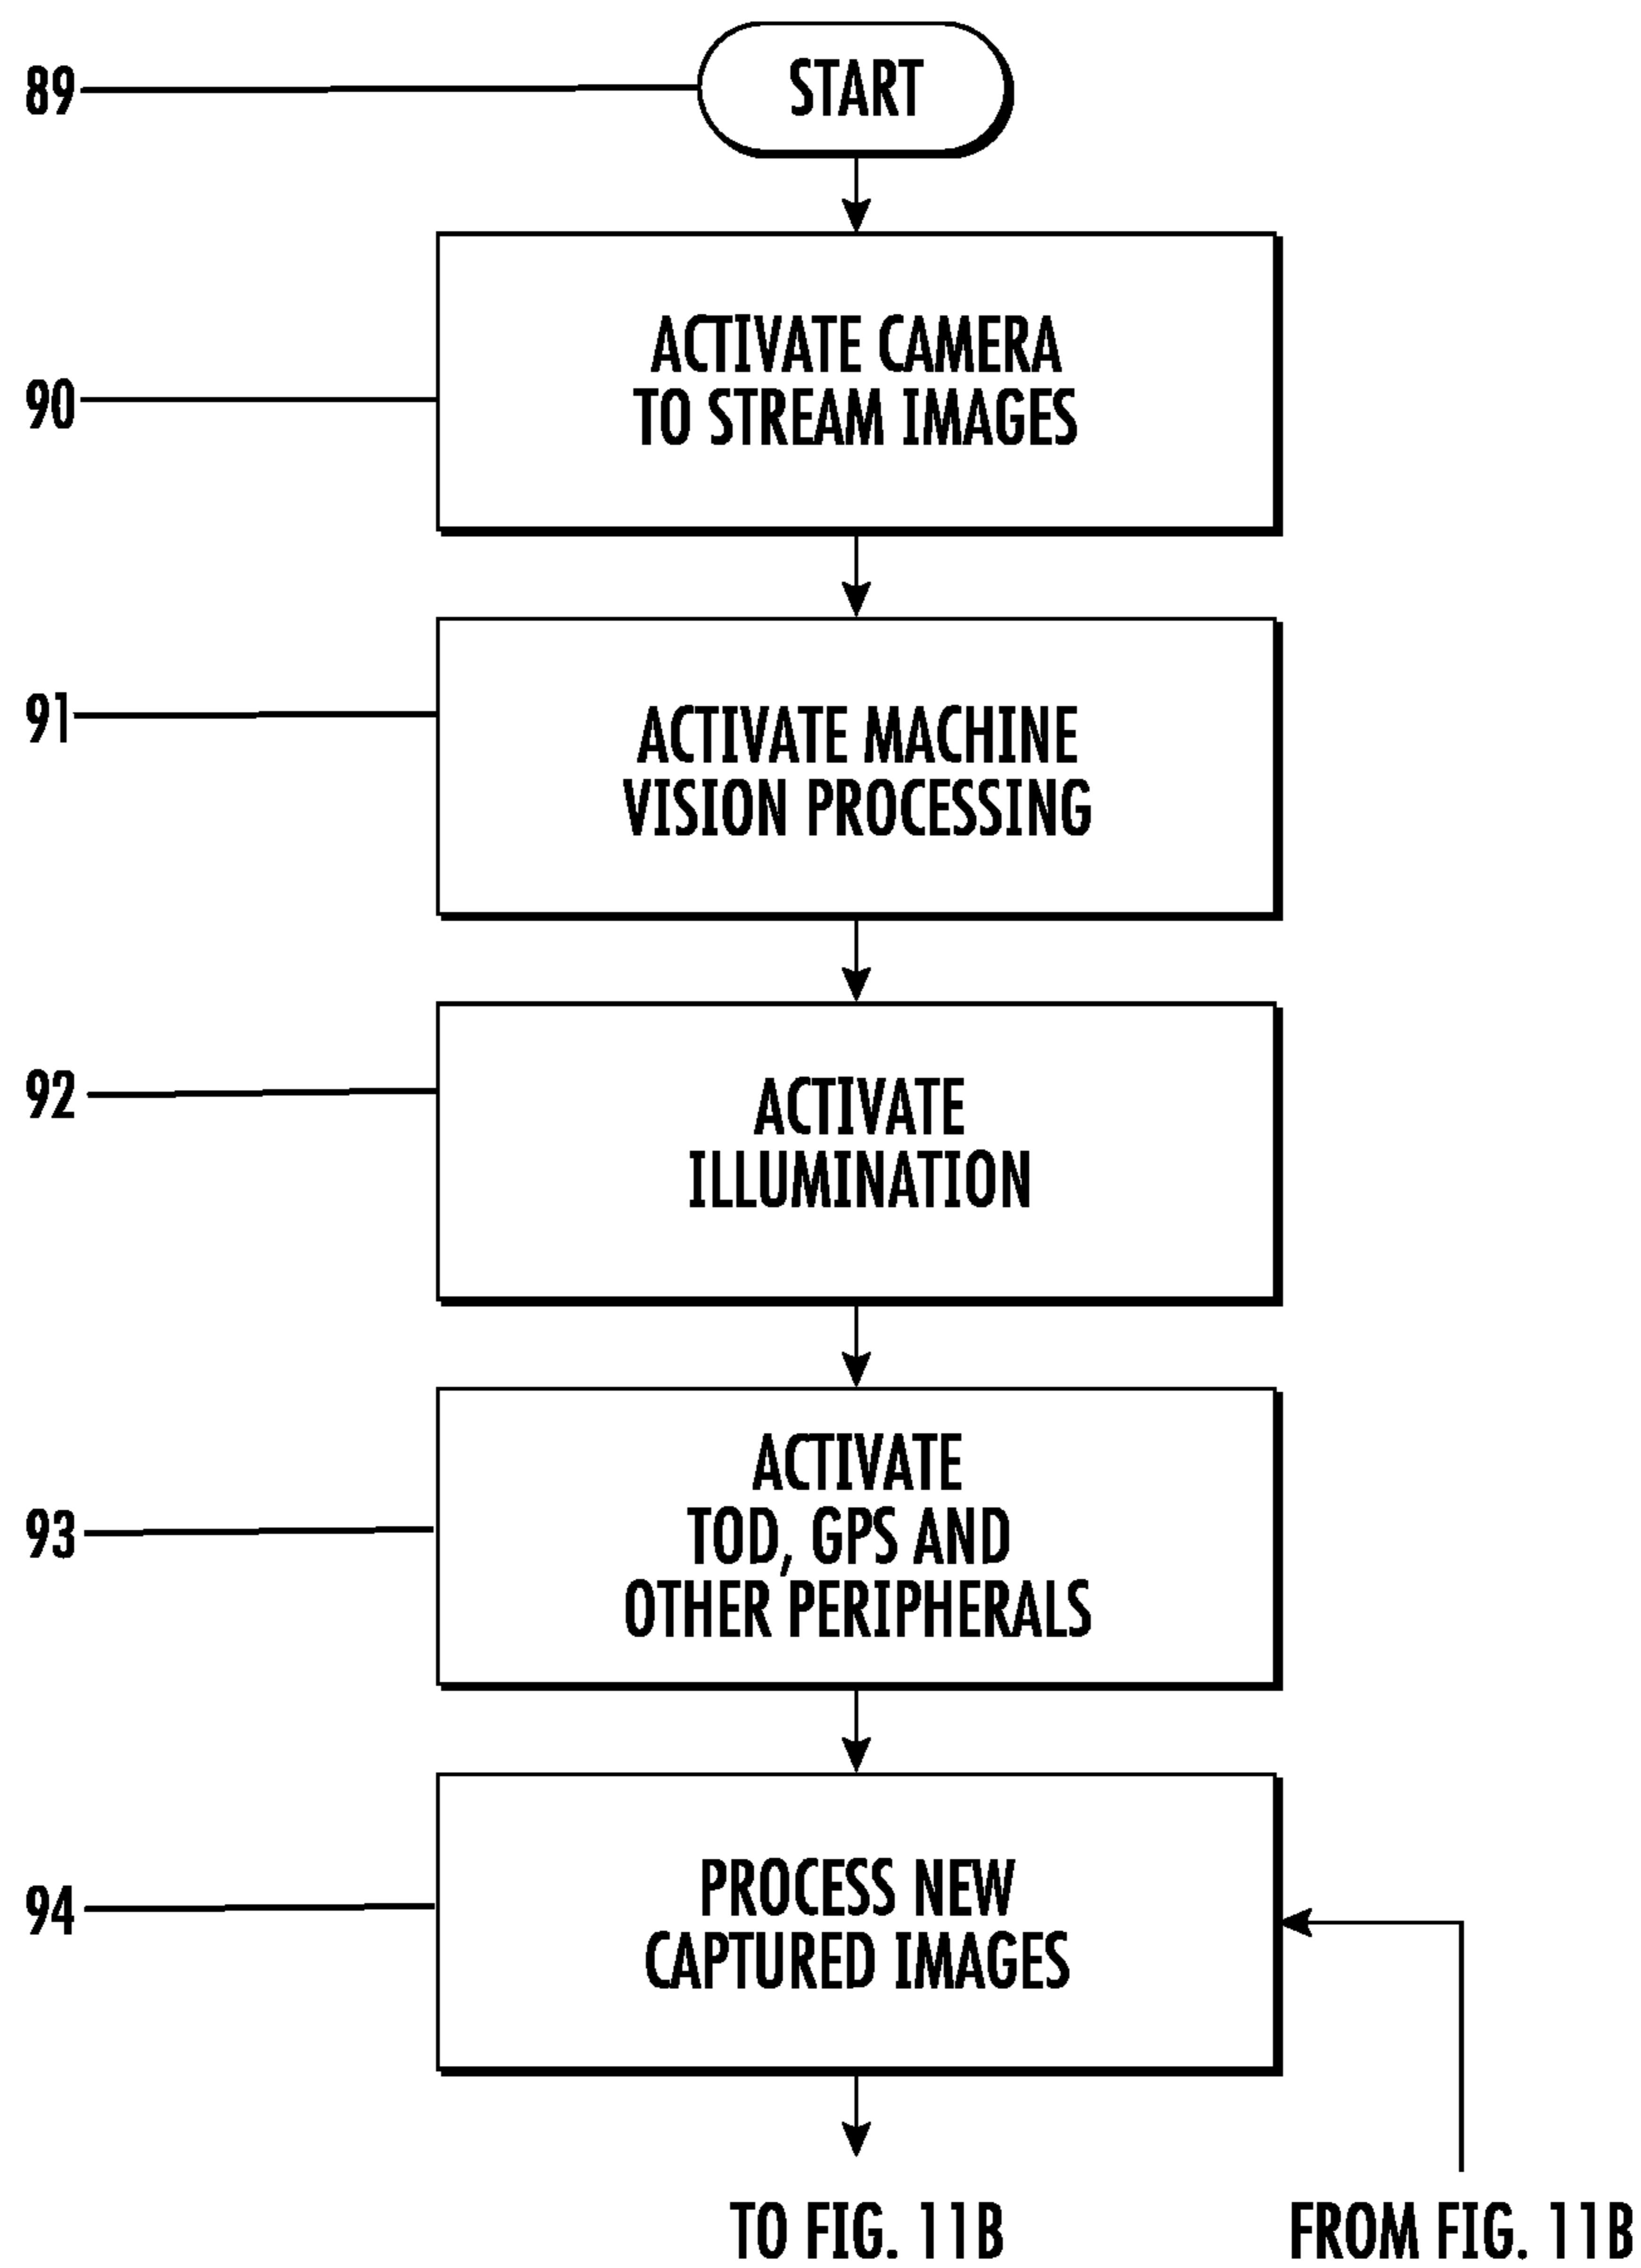 89
START
90
ACTIVATE CAMERA
TO STREAM IMAGES
91
ACTIVATE MACHINE
VISION PROCESSING
92
ACTIVATE
ILLUMINATION
93
ACTIVATE
TOD, GPS AND
OTHER PERIPHERALS
94
PROCESS NEW
CAPTURED IMAGES
TO FIG. 11B
FROM FIG. 11B